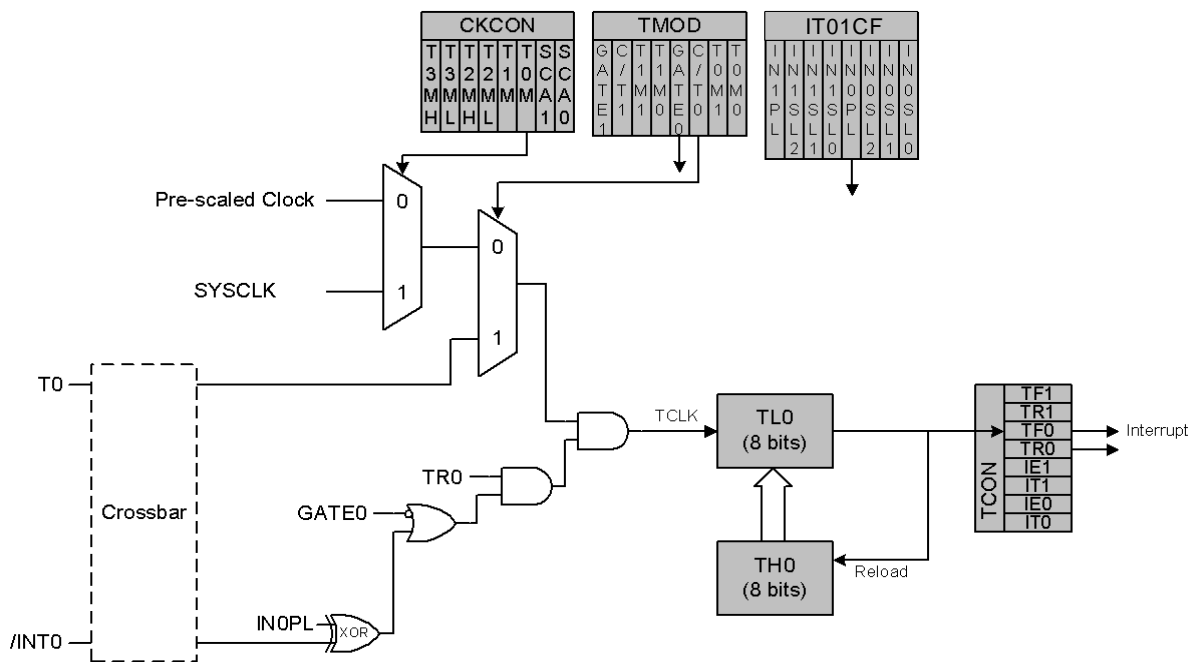 CKCON
T3MH
T3ML
T2MH
T2ML
T1M
T0M
SCA1
SCA0
TMOD
GATE1
C/T1
T1M1
T1M0
GATE0
C/T0
T0M1
T0M0
IT01CF
IN1PL
IN1SL2
IN1SL1
IN1SL0
IN0PL
IN0SL2
IN0SL1
IN0SL0
Pre-scaled Clock
0
SYSCLK
1
0
1
T0
Crossbar
/INT0
TR0
GATE0
IN0PL
XOR
TCLK
TL0
(8 bits)
TH0
(8 bits)
Reload
TCON
TF1
TR1
TF0
TR0
IE1
IT1
IE0
IT0
Interrupt